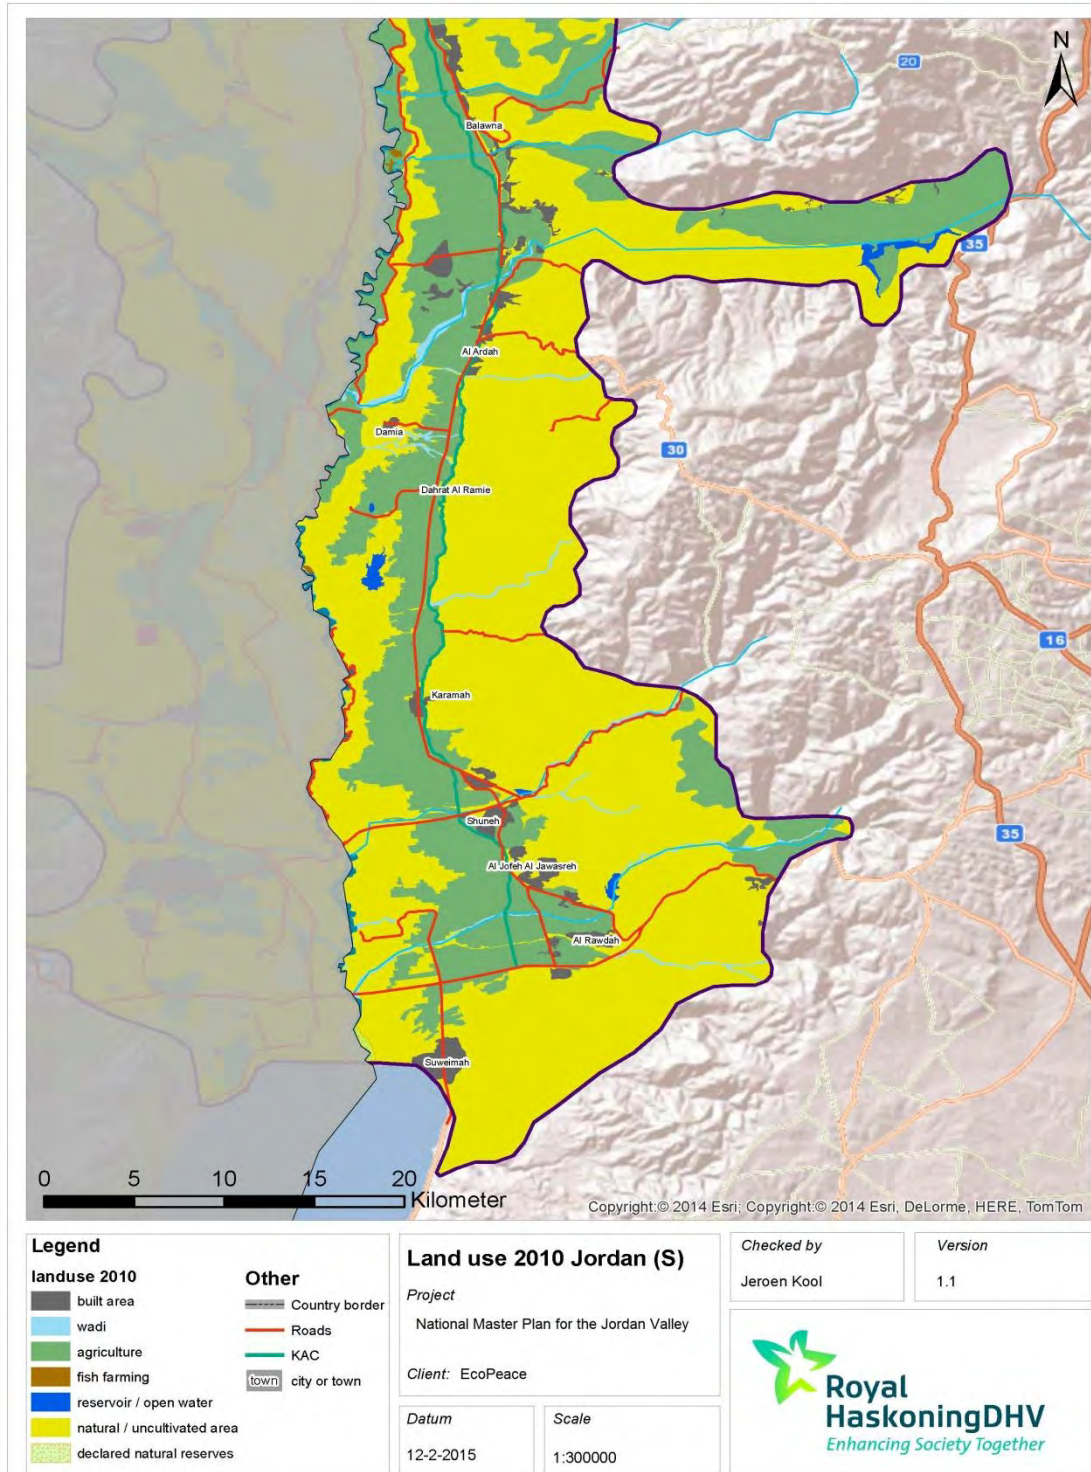 N
20
Balawna
35
Al Ardah
30
Damia
Dahrat Al Ramie
16
Karamah
Shuneh
35
Al Jofeh Al Jawasreh
Al Rawdah
Suweimah
0 5 10 15 20
Kilometer
Copyright:© 2014 Esri; Copyright:© 2014 Esri, DeLorme, HERE, TomTom
Legend
landuse 2010
built area
wadi
agriculture
fish farming
reservoir / open water
natural / uncultivated area
declared natural reserves
Other
Country border
Roads
KAC
town city or town
Land use 2010 Jordan (S)
Project
National Master Plan for the Jordan Valley
Client: EcoPeace
Datum
12-2-2015
Scale
1:300000
Checked by
Jeroen Kool
Version
1.1
Royal
HaskoningDHV
Enhancing Society Together